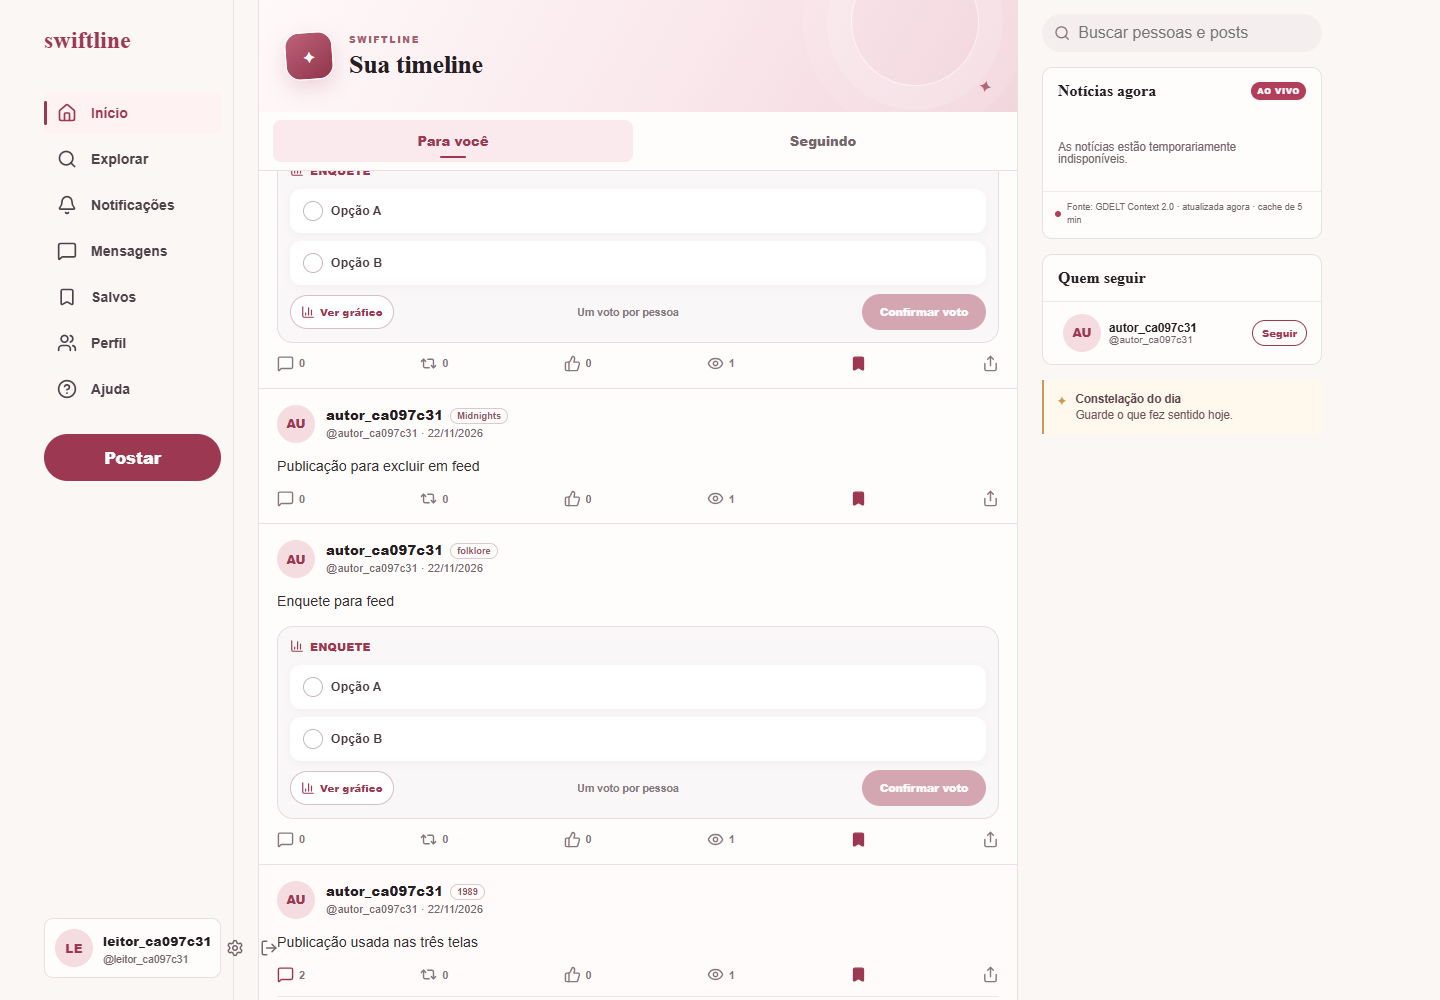 swiftline
Início
Explorar
Notificações
Mensagens
Salvos
Perfil
Ajuda
Postar
LE
leitor_ca097c31
@leitor_ca097c31
SWIFTLINE
Sua timeline
Para você
Seguindo
ENQUETE
Opção A
Opção B
Ver gráfico
Um voto por pessoa
Confirmar voto
0
0
0
1
AU
autor_ca097c31 Midnights
@autor_ca097c31 · 22/11/2026
Publicação para excluir em feed
0
0
0
1
AU
autor_ca097c31 folklore
@autor_ca097c31 · 22/11/2026
Enquete para feed
ENQUETE
Opção A
Opção B
Ver gráfico
Um voto por pessoa
Confirmar voto
0
0
0
1
AU
autor_ca097c31 1989
@autor_ca097c31 · 22/11/2026
Publicação usada nas três telas
2
0
0
1
Buscar pessoas e posts
Notícias agora
AO VIVO
As notícias estão temporariamente
indisponíveis.
Fonte: GDELT Context 2.0 · atualizada agora · cache de 5
min
Quem seguir
AU
autor_ca097c31
@autor_ca097c31
Seguir
Constelação do dia
Guarde o que fez sentido hoje.